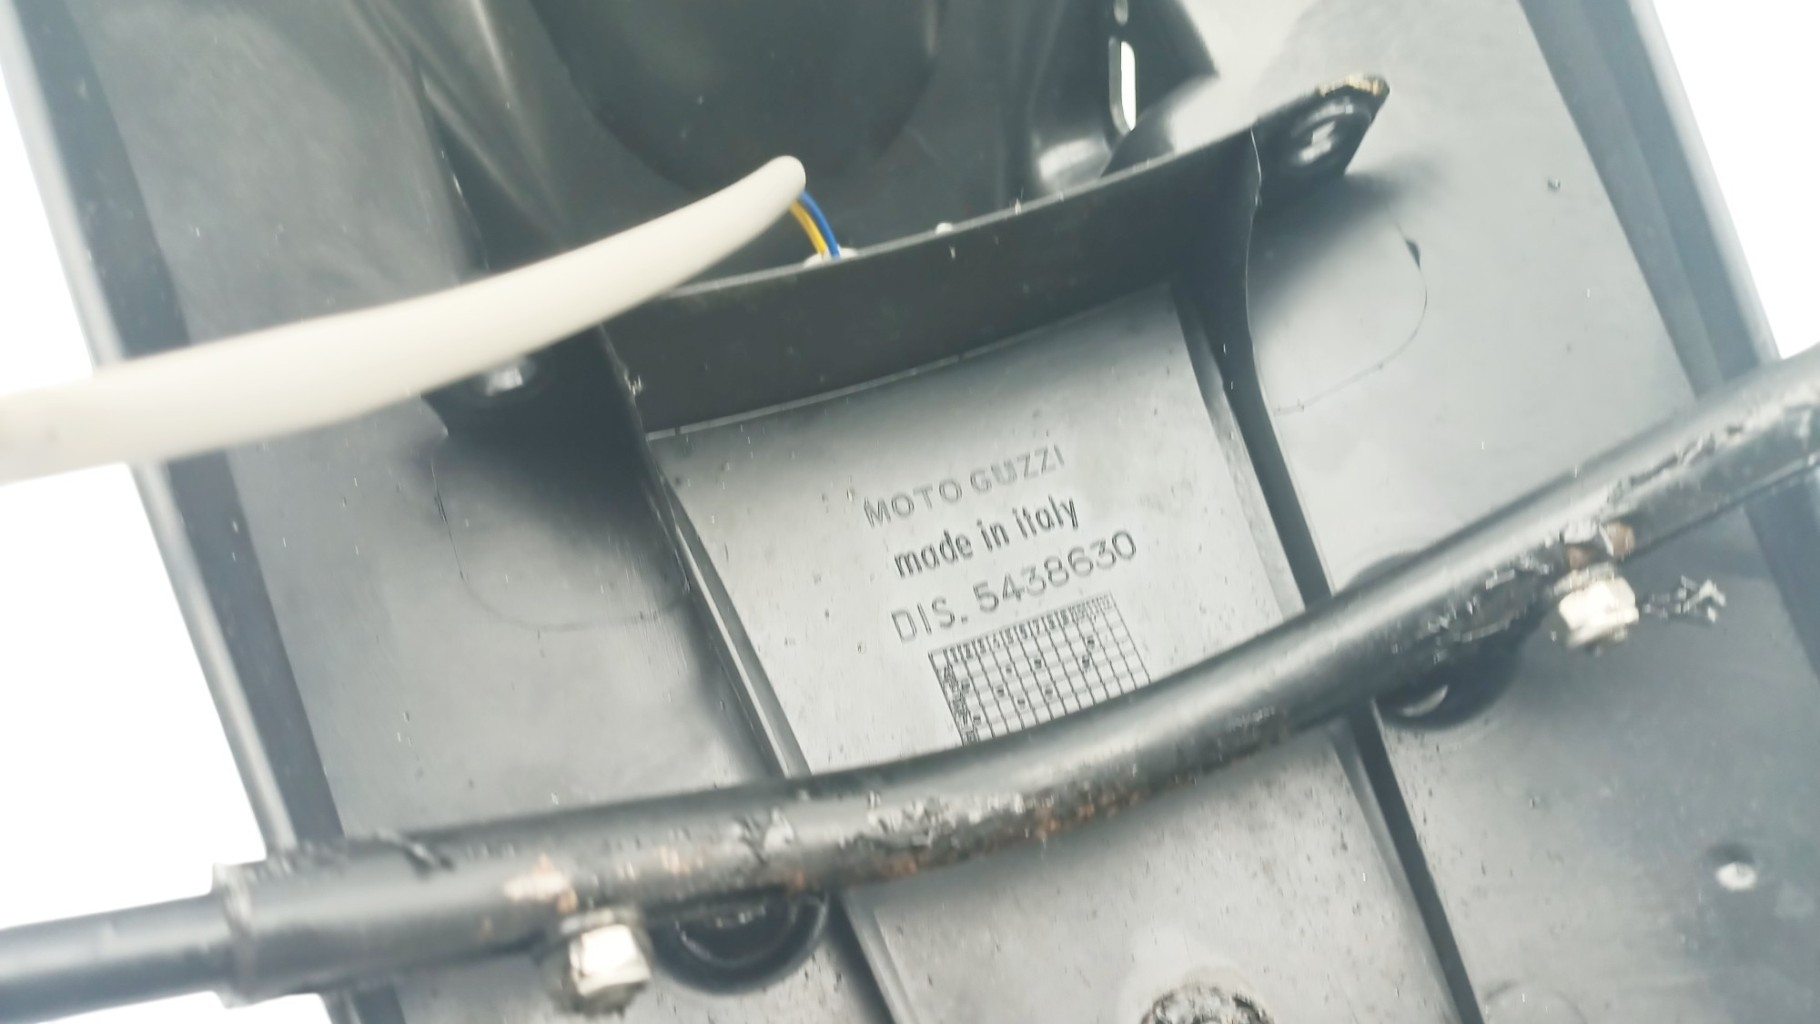 MOTO GUZZI
made in italy
DIS. 5438630